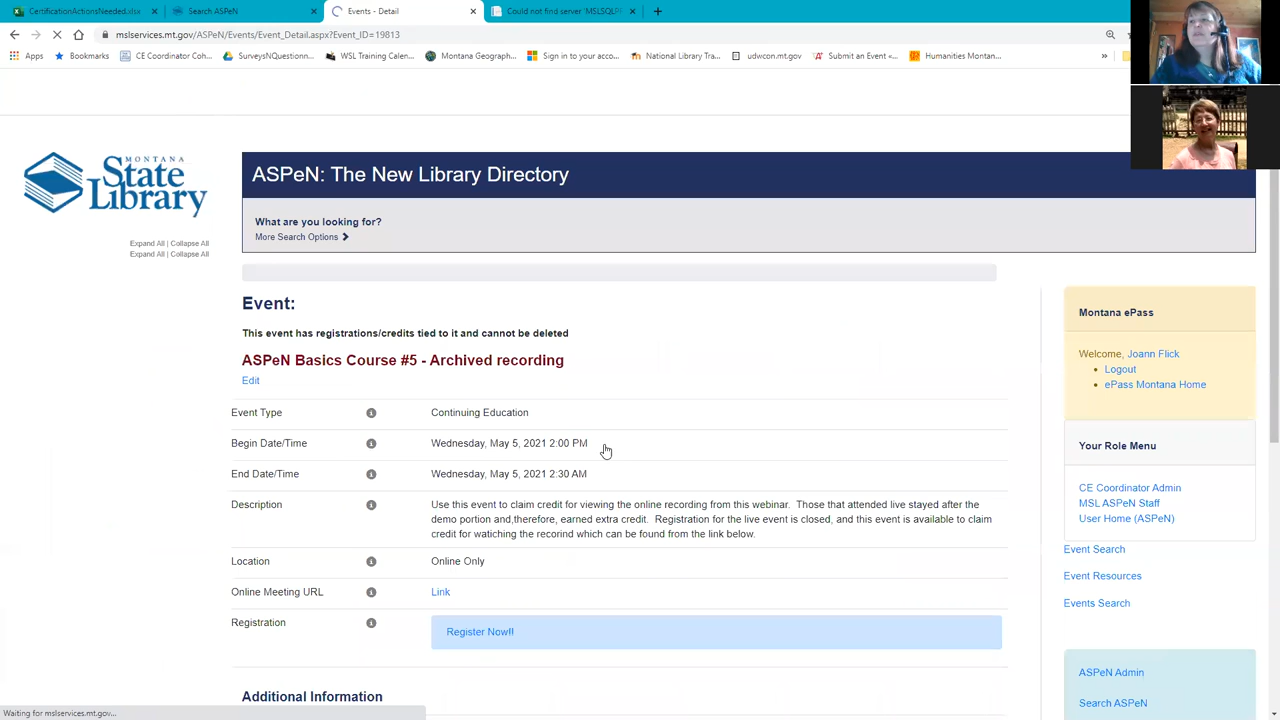 CertificationActionsNeeded.xlsx
Search ASPeN
Events - Detail
Could not find server 'MSLSQLPF
mslservices.mt.gov/ASPeN/Events/Event_Detail.aspx?Event_ID=19813
Apps
Bookmarks
CE Coordinator Coh...
SurveysNQuestionn...
WSL Training Calen...
Montana Geograph...
Sign in to your acco...
National Library Tra...
udwcon.mt.gov
Submit an Event «...
Humanities Montan...
MONTANA
State
Library
ASPeN: The New Library Directory
What are you looking for?
More Search Options
Expand All | Collapse All
Expand All | Collapse All
Event:
This event has registrations/credits tied to it and cannot be deleted
ASPeN Basics Course #5 - Archived recording
Edit
Event Type
Continuing Education
Begin Date/Time
Wednesday, May 5, 2021 2:00 PM
End Date/Time
Wednesday, May 5, 2021 2:30 AM
Description
Use this event to claim credit for viewing the online recording from this webinar. Those that attended live stayed after the
demo portion and,therefore, earned extra credit. Registration for the live event is closed, and this event is available to claim
credit for watching the recorind which can be found from the link below.
Location
Online Only
Online Meeting URL
Link
Registration
Register Now!!
Additional Information
Montana ePass
Welcome, Joann Flick
Logout
ePass Montana Home
Your Role Menu
CE Coordinator Admin
MSL ASPeN Staff
User Home (ASPeN)
Event Search
Event Resources
Events Search
ASPeN Admin
Search ASPeN
Waiting for mslservices.mt.gov...